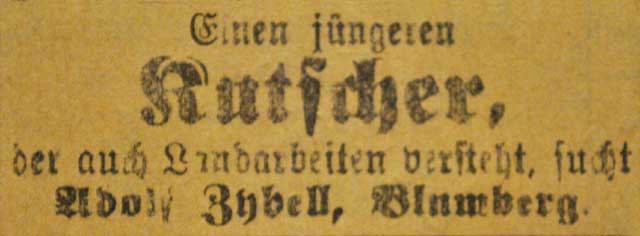 Einen jüngeren
Kutscher,
der auch Landarbeiten versteht, sucht
Adolf Zybell, Blumberg.